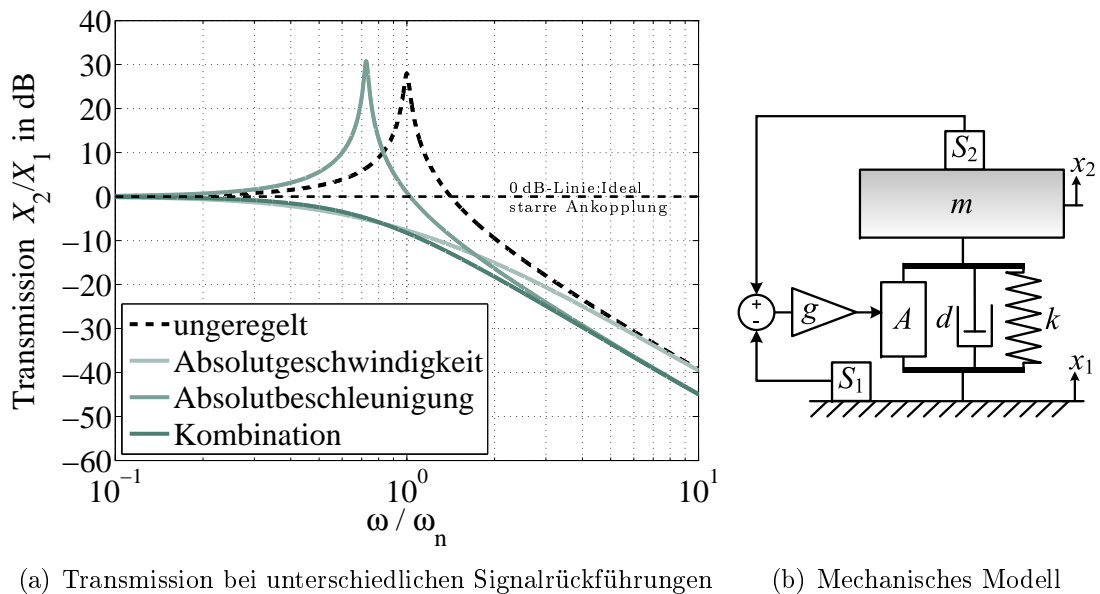 40
30
20
10
0
−10
−20
−30
−40
−50
−60
Transmission X2/X1 in dB
0 dB-Linie:Ideal
starre Ankopplung
ungeregelt
Absolutgeschwindigkeit
Absolutbeschleunigung
Kombination
10−1
100
101
ω / ωn
S2
x2
m
+
-
g
A
d
k
S1
x1
(a) Transmission bei unterschiedlichen Signalrückführungen
(b) Mechanisches Modell